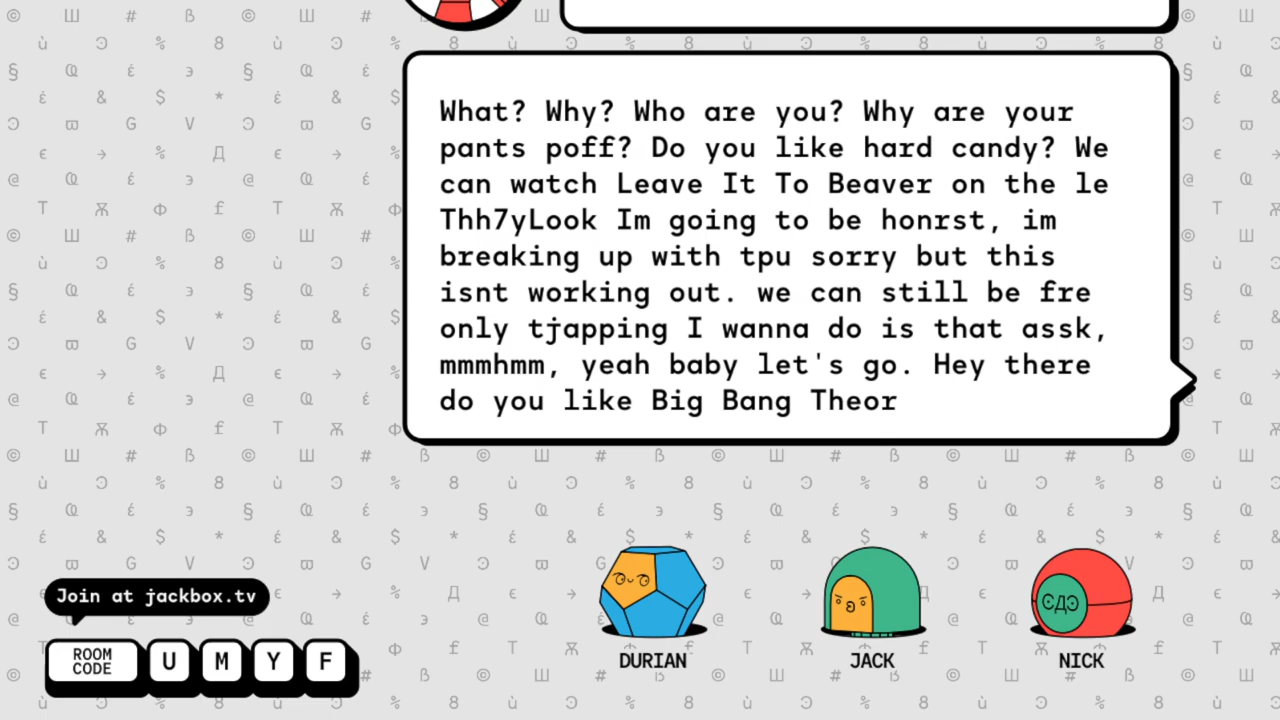 What? Why? Who are you? Why are your
pants poff? Do you like hard candy? We
can watch Leave It To Beaver on the le
Thh7yLook Im going to be honrst, im
breaking up with tpu sorry but this
isnt working out. we can still be fre
only tjapping I wanna do is that assk,
mmmhmm, yeah baby let's go. Hey there
do you like Big Bang Theor
DURIAN
JACK
NICK
Join at jackbox.tv
ROOM
CODE
U M Y F